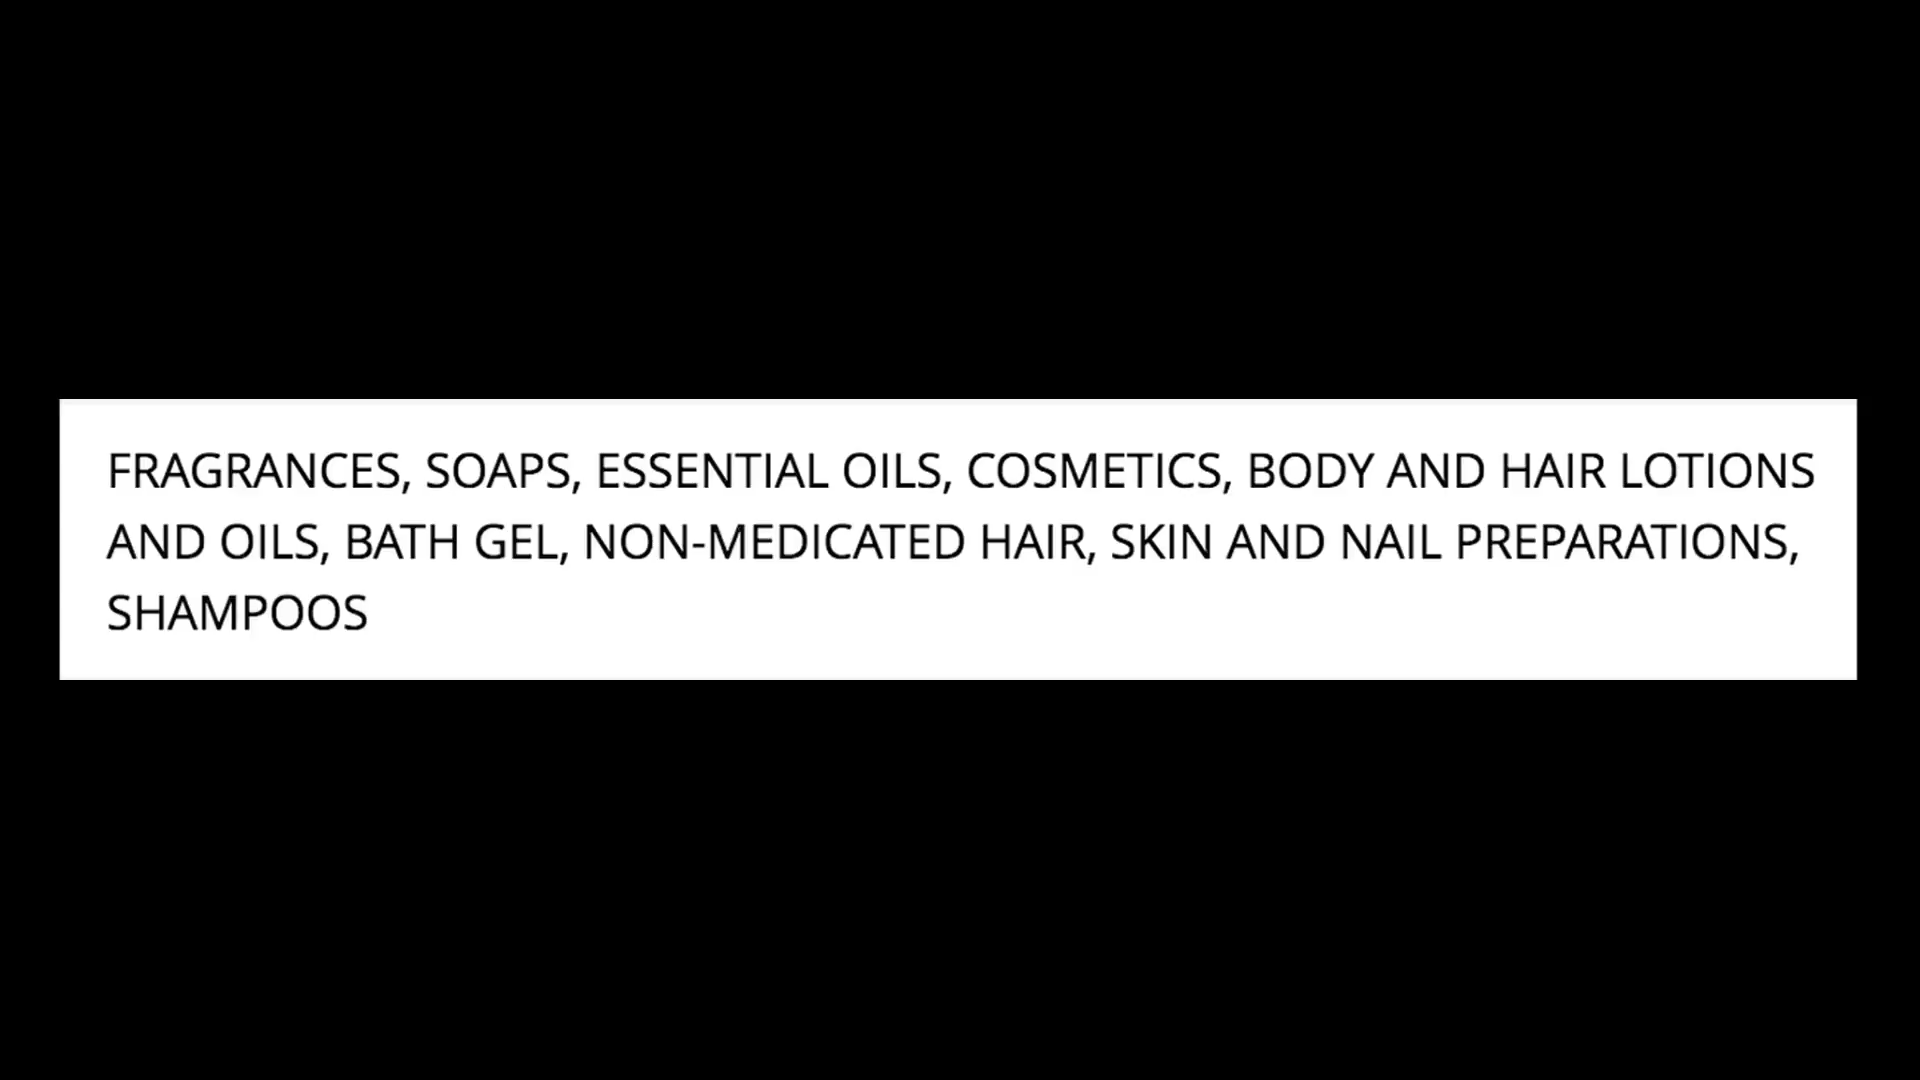 FRAGRANCES, SOAPS, ESSENTIAL OILS, COSMETICS, BODY AND HAIR LOTIONS
AND OILS, BATH GEL, NON-MEDICATED HAIR, SKIN AND NAIL PREPARATIONS,
SHAMPOOS